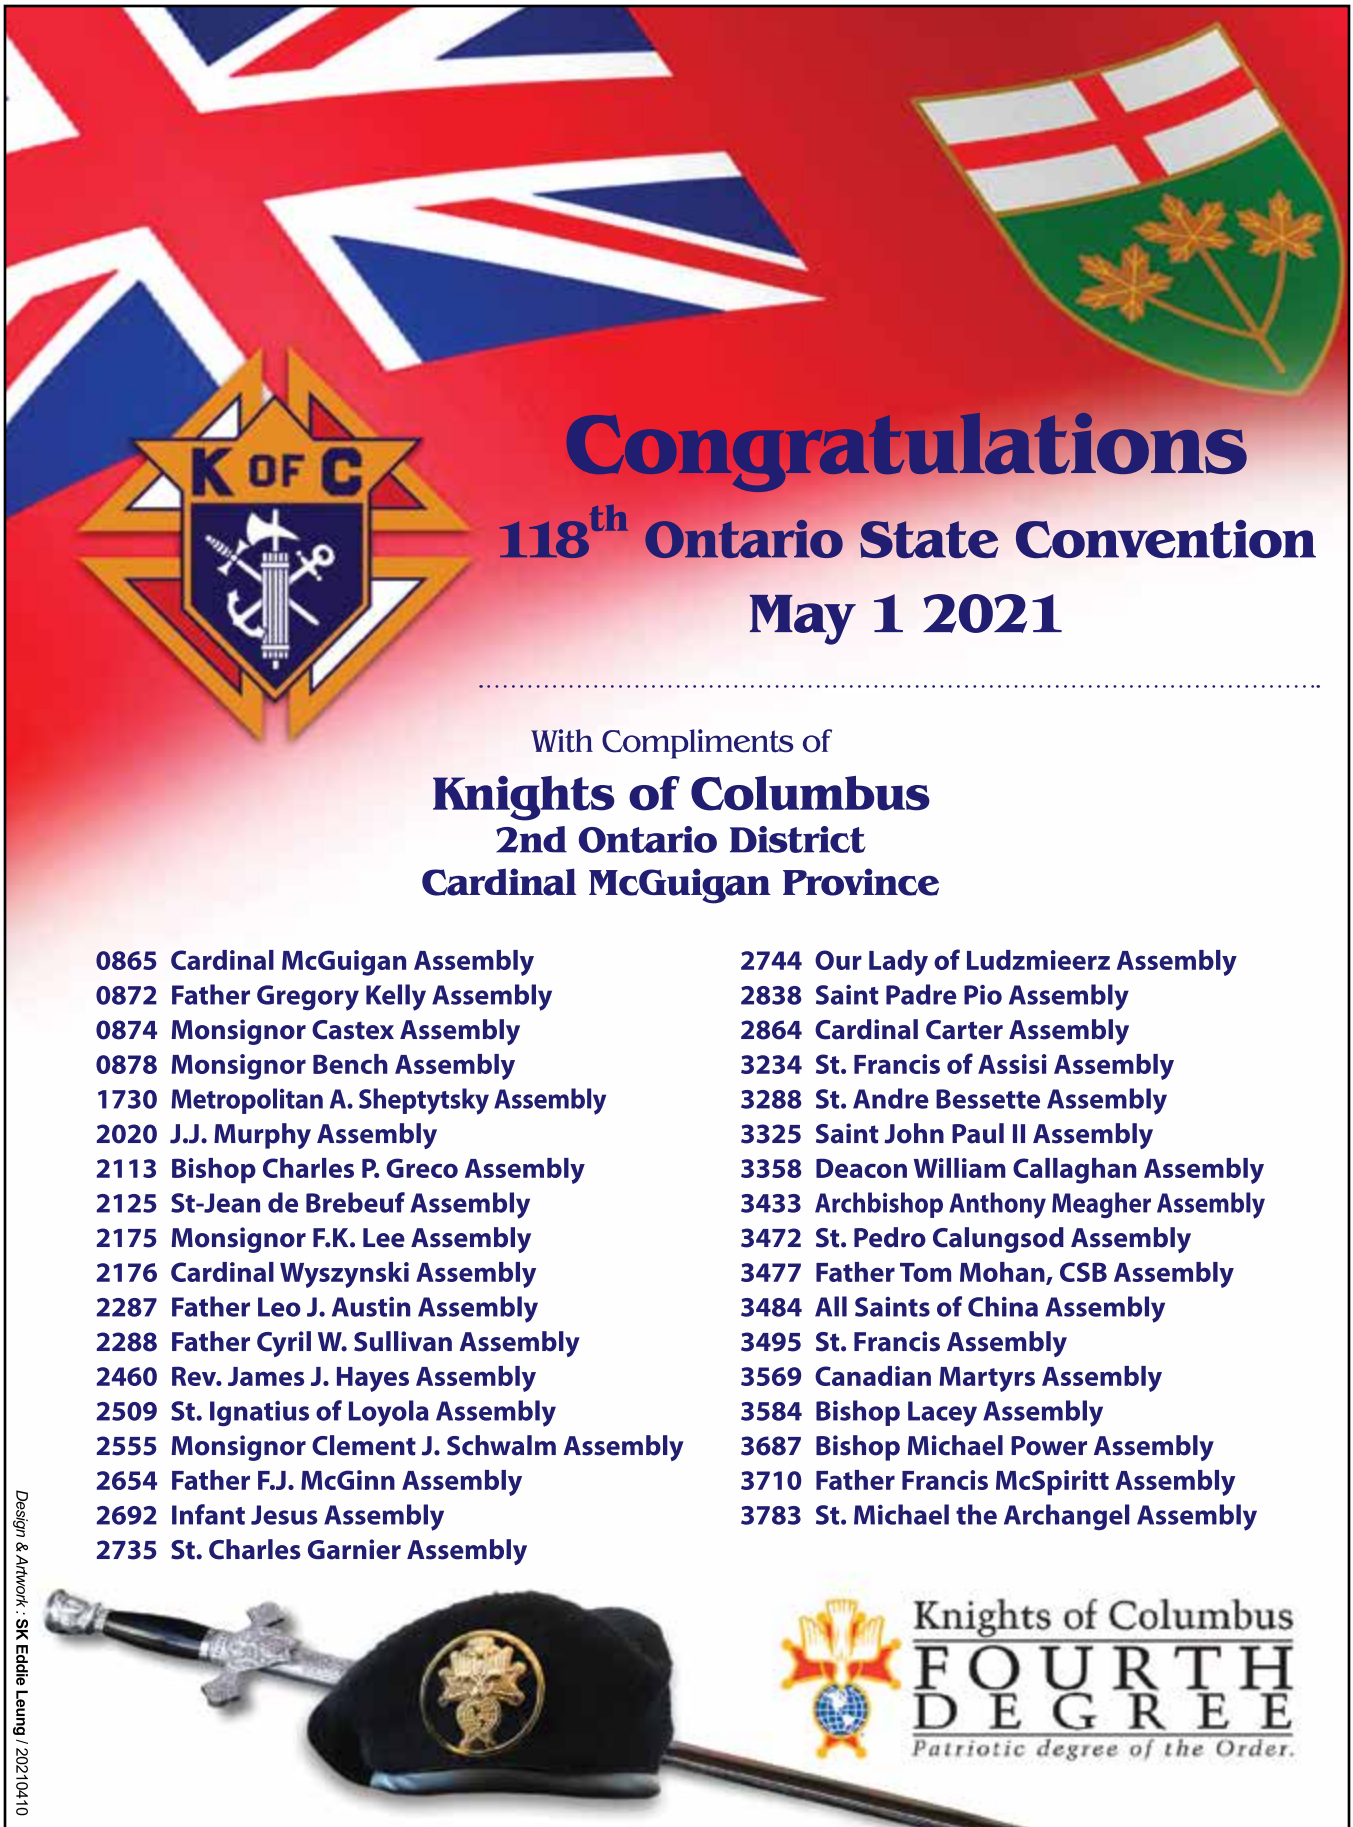 K OF C
Congratulations
118th Ontario State Convention
May 1 2021
With Compliments of
Knights of Columbus
2nd Ontario District
Cardinal McGuigan Province
0865 Cardinal McGuigan Assembly
0872 Father Gregory Kelly Assembly
0874 Monsignor Castex Assembly
0878 Monsignor Bench Assembly
1730 Metropolitan A. Sheptytsky Assembly
2020 J.J. Murphy Assembly
2113 Bishop Charles P. Greco Assembly
2125 St-Jean de Brebeuf Assembly
2175 Monsignor F.K. Lee Assembly
2176 Cardinal Wyszynski Assembly
2287 Father Leo J. Austin Assembly
2288 Father Cyril W. Sullivan Assembly
2460 Rev. James J. Hayes Assembly
2509 St. Ignatius of Loyola Assembly
2555 Monsignor Clement J. Schwalm Assembly
2654 Father F.J. McGinn Assembly
2692 Infant Jesus Assembly
2735 St. Charles Garnier Assembly
2744 Our Lady of Ludzmieerz Assembly
2838 Saint Padre Pio Assembly
2864 Cardinal Carter Assembly
3234 St. Francis of Assisi Assembly
3288 St. Andre Bessette Assembly
3325 Saint John Paul II Assembly
3358 Deacon William Callaghan Assembly
3433 Archbishop Anthony Meagher Assembly
3472 St. Pedro Calungsod Assembly
3477 Father Tom Mohan, CSB Assembly
3484 All Saints of China Assembly
3495 St. Francis Assembly
3569 Canadian Martyrs Assembly
3584 Bishop Lacey Assembly
3687 Bishop Michael Power Assembly
3710 Father Francis McSpiritt Assembly
3783 St. Michael the Archangel Assembly
Knights of Columbus
FOURTH
DEGREE
Patriotic degree of the Order.
Design & Artwork : SK Eddie Leung / 20210410